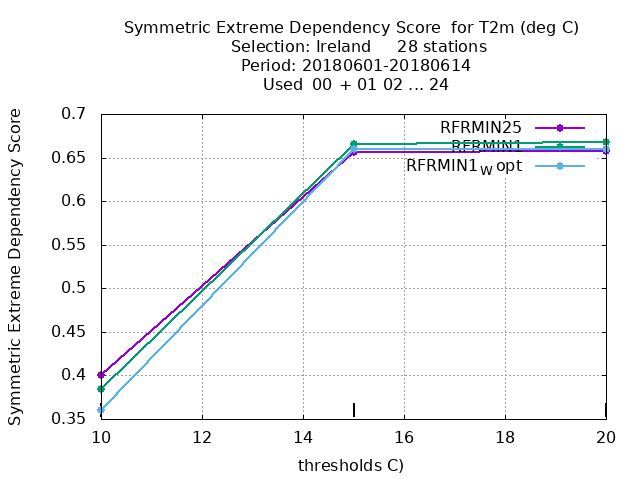 Symmetric Extreme Dependency Score for T2m (deg C)
Selection: Ireland 28 stations
Period: 20180601-20180614
Used 00 + 01 02 ... 24
Symmetric Extreme Dependency Score
0.7
0.65
0.6
0.55
0.5
0.45
0.4
0.35
RFRMIN25
RFRMIN1
RFRMIN1W opt
10 12 14 16 18 20
thresholds C)